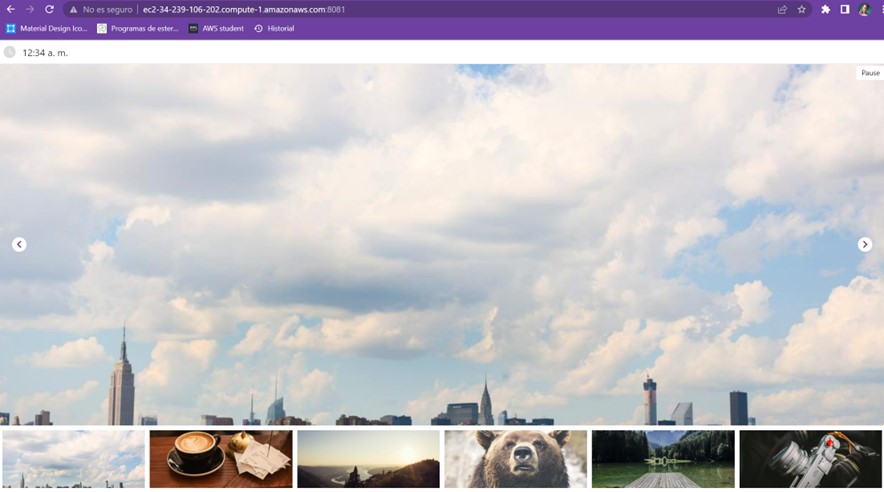 No es seguro ec2-34-239-106-202.compute-1.amazonaws.com:8081
Material Design Ico... Programas de ester... AWS student Historial
12:34 a. m.
Pause